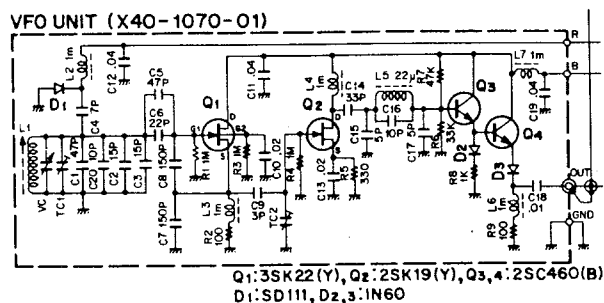 VFO UNIT (X40-1070-01)
R
L2 1m
C12 .04
L7 1m
B
D1
C5
47P
Q1
C11 .04
L4
1m
C14
33P
L5 22μ
R7
47K
Q3
C19 .04
C4
7P
C6
22P
D
G1
G2
S
Q2
D
S
C16
10P
Q4
L1
VC
TC1
C1
47P
C20
10P
C2
15P
C3
15P
C8
150P
R1 1M
R3 1M
C10 .02
R4 1M
C13 .02
R5
330
C15
5P
C17
5P
R6
33K
D2
R8
1K
D3
OUT
C7 150P
L3
1m
R2
100
C9
3P
TC2
L6
1m
R9
100
C18
.01
GND
Q1:3SK22(Y),Q2:2SK19(Y),Q3,4:2SC460(B)
D1:SD111, D2,3:1N60